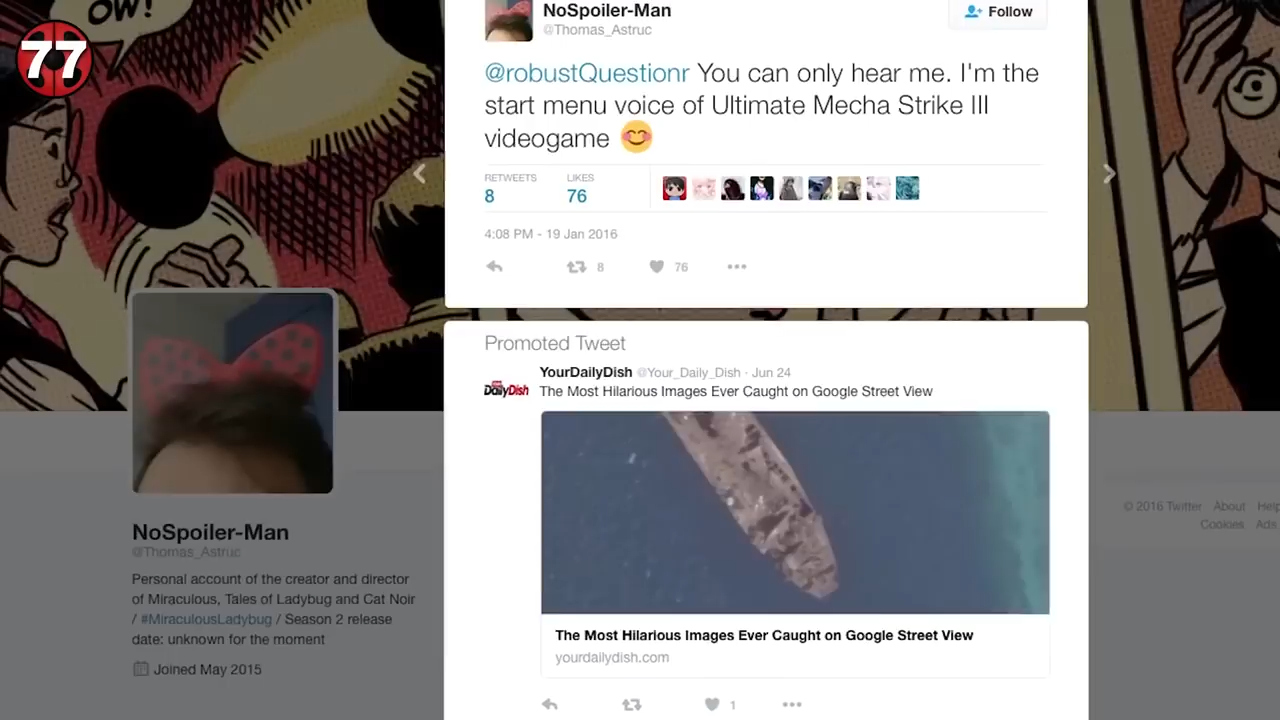 OW!
77
NoSpoiler-Man
@Thomas_Astruc
Follow
@robustQuestionr You can only hear me. I'm the
start menu voice of Ultimate Mecha Strike III
videogame 😊
RETWEETS
8
LIKES
76
4:08 PM - 19 Jan 2016
8
76
Promoted Tweet
YourDailyDish @Your_Daily_Dish · Jun 24
DailyDish
The Most Hilarious Images Ever Caught on Google Street View
The Most Hilarious Images Ever Caught on Google Street View
yourdailydish.com
1
NoSpoiler-Man
@Thomas_Astruc
Personal account of the creator and director
of Miraculous, Tales of Ladybug and Cat Noir
/ #MiraculousLadybug / Season 2 release
date: unknown for the moment
Joined May 2015
© 2016 Twitter About Help
Cookies Ads